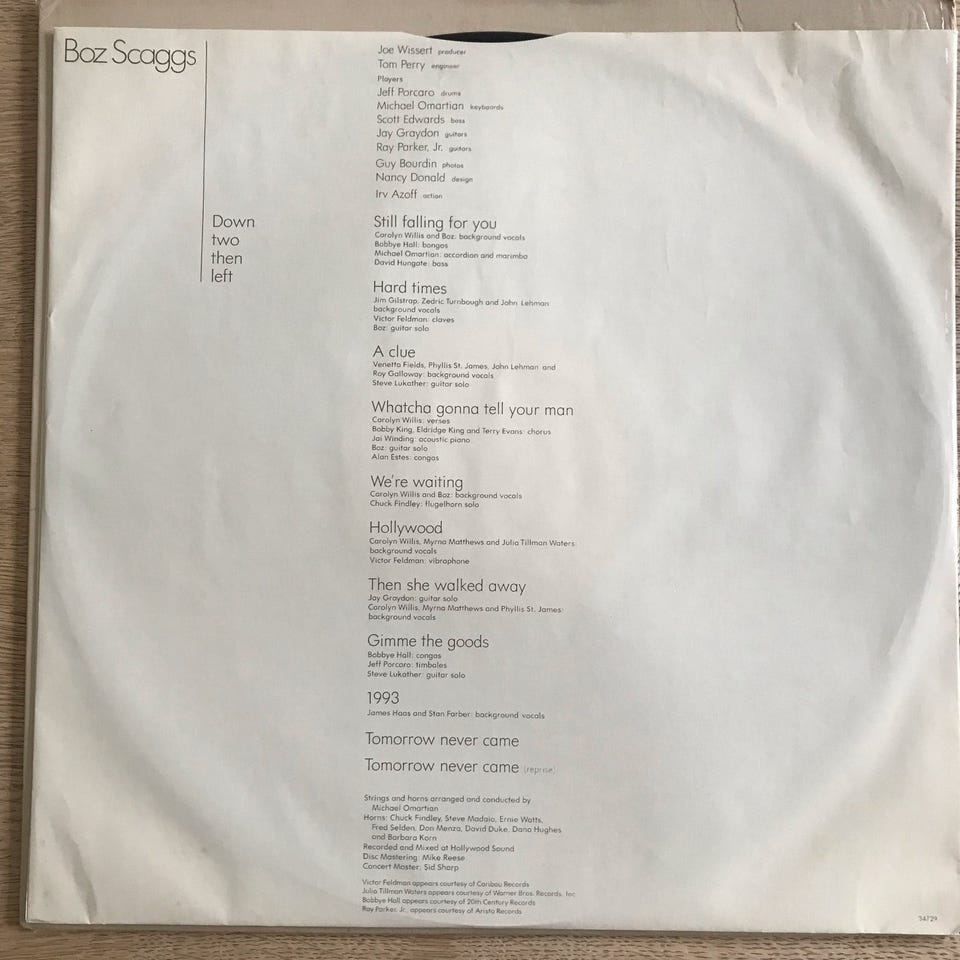 Boz Scaggs
Down
two
then
left
Joe Wissert producer
Tom Perry engineer
Players
Jeff Porcaro drums
Michael Omartian keyboards
Scott Edwards bass
Jay Graydon guitars
Ray Parker, Jr. guitars
Guy Bourdin photos
Nancy Donald design
Irv Azoff action
Still falling for you
Carolyn Willis and Boz: background vocals
Bobbye Hall: bongos
Michael Omartian: accordion and marimba
David Hungate: bass
Hard times
Jim Gilstrap, Zedric Turnbough and John Lehman
background vocals
Victor Feldman: claves
Boz: guitar solo
A clue
Venetta Fields, Phyllis St. James, John Lehman and
Roy Galloway: background vocals
Steve Lukather: guitar solo
Whatcha gonna tell your man
Carolyn Willis: verses
Bobby King, Eldridge King and Terry Evans: chorus
Jai Winding: acoustic piano
Boz: guitar solo
Alan Estes: congas
We're waiting
Carolyn Willis and Boz: background vocals
Chuck Findley: flugelhorn solo
Hollywood
Carolyn Willis, Myrna Matthews and Julia Tillman Waters:
background vocals
Victor Feldman: vibraphone
Then she walked away
Jay Graydon: guitar solo
Carolyn Willis, Myrna Matthews and Phyllis St. James:
background vocals
Gimme the goods
Bobbye Hall: congas
Jeff Porcaro: timbales
Steve Lukather: guitar solo
1993
James Haas and Stan Farber: background vocals
Tomorrow never came
Tomorrow never came (reprise)
Strings and horns arranged and conducted by
Michael Omartian
Horns: Chuck Findley, Steve Madaio, Ernie Watts,
Fred Selden, Don Menza, David Duke, Dana Hughes
and Barbara Korn
Recorded and Mixed at Hollywood Sound
Disc Mastering: Mike Reese
Concert Master: Sid Sharp
Victor Feldman appears courtesy of Caribou Records
Julia Tillman Waters appears courtesy of Warner Bros. Records, Inc.
Bobbye Hall appears courtesy of 20th Century Records
Ray Parker, Jr., appears courtesy of Arista Records
34729